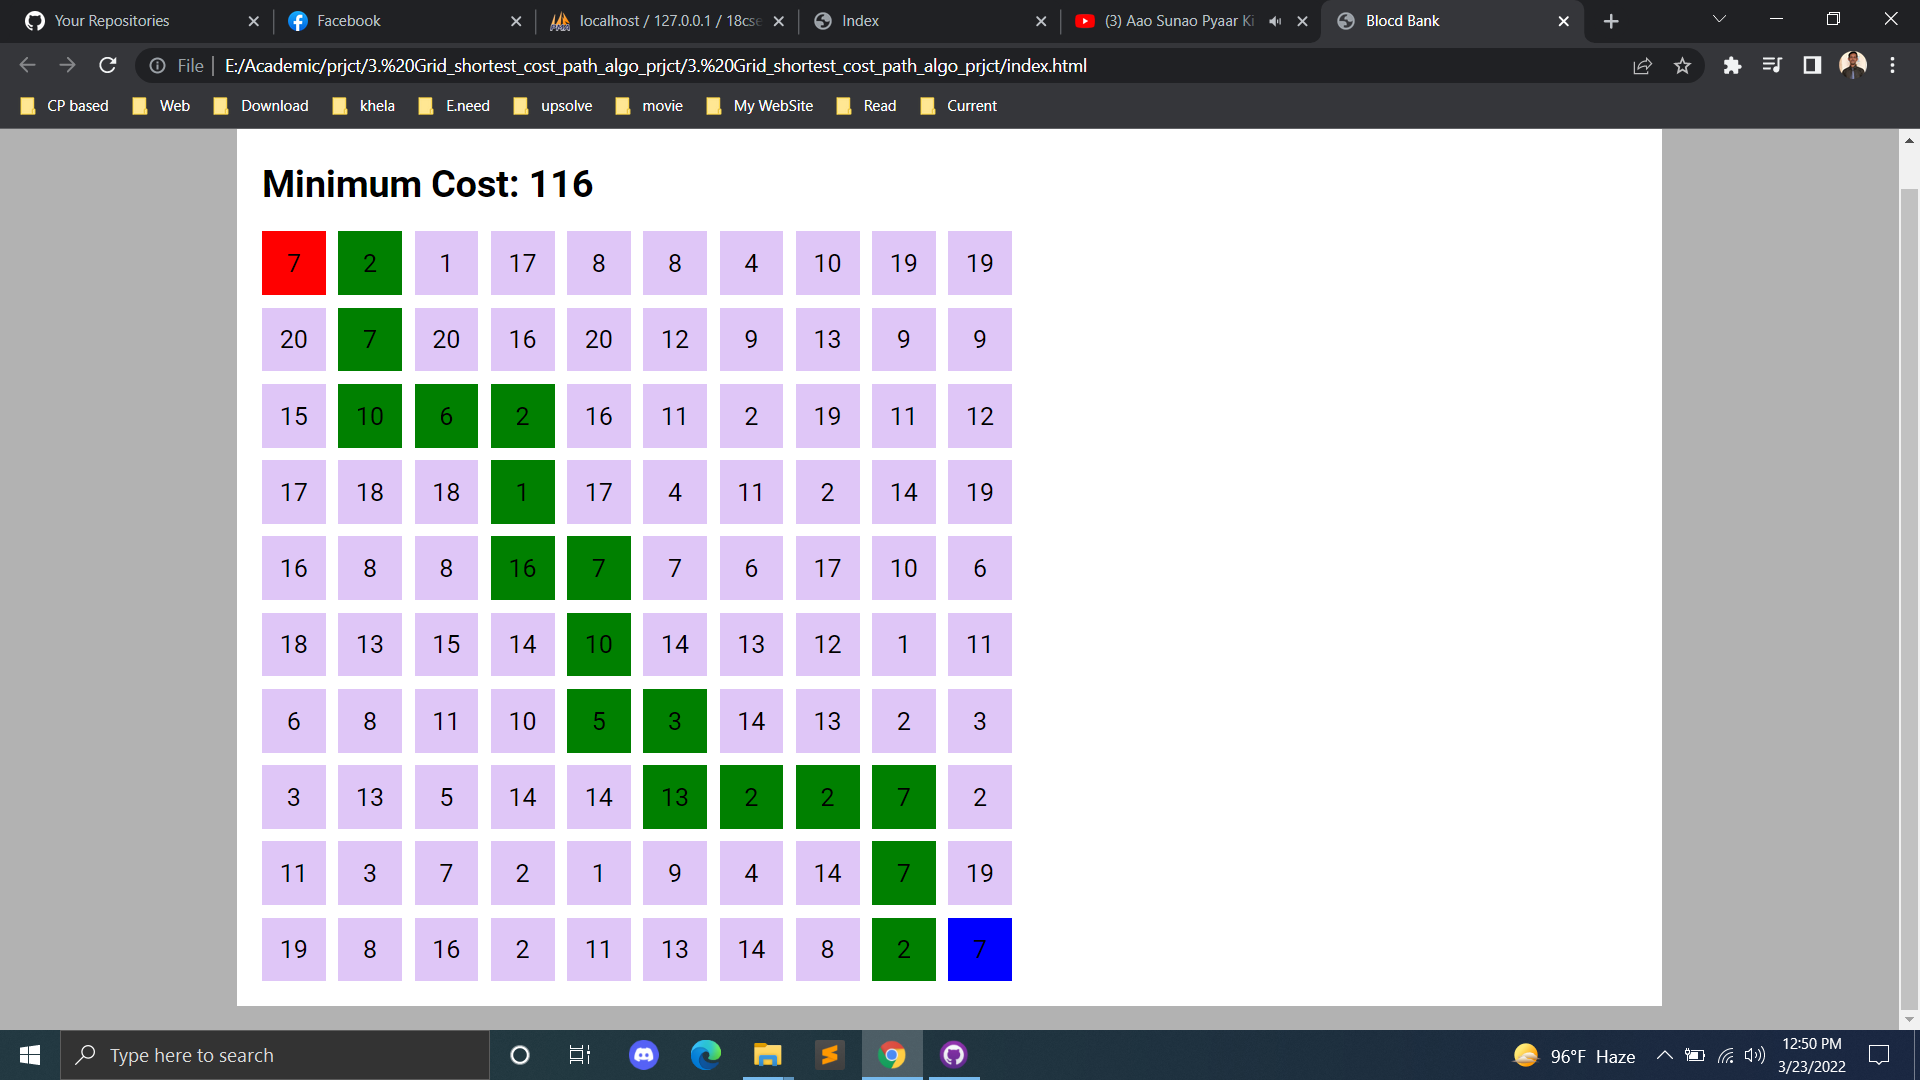 Your Repositories
Facebook
localhost / 127.0.0.1 / 18cse
Index
(3) Aao Sunao Pyaar Ki
Blocd Bank
File
E:/Academic/prjct/3.%20Grid_shortest_cost_path_algo_prjct/3.%20Grid_shortest_cost_path_algo_prjct/index.html
CP based
Web
Download
khela
E.need
upsolve
movie
My WebSite
Read
Current
Minimum Cost: 116
7 2 1 17 8 8 4 10 19 19
20 7 20 16 20 12 9 13 9 9
15 10 6 2 16 11 2 19 11 12
17 18 18 1 17 4 11 2 14 19
16 8 8 16 7 7 6 17 10 6
18 13 15 14 10 14 13 12 1 11
6 8 11 10 5 3 14 13 2 3
3 13 5 14 14 13 2 2 7 2
11 3 7 2 1 9 4 14 7 19
19 8 16 2 11 13 14 8 2 7
Type here to search
96°F Haze
12:50 PM
3/23/2022